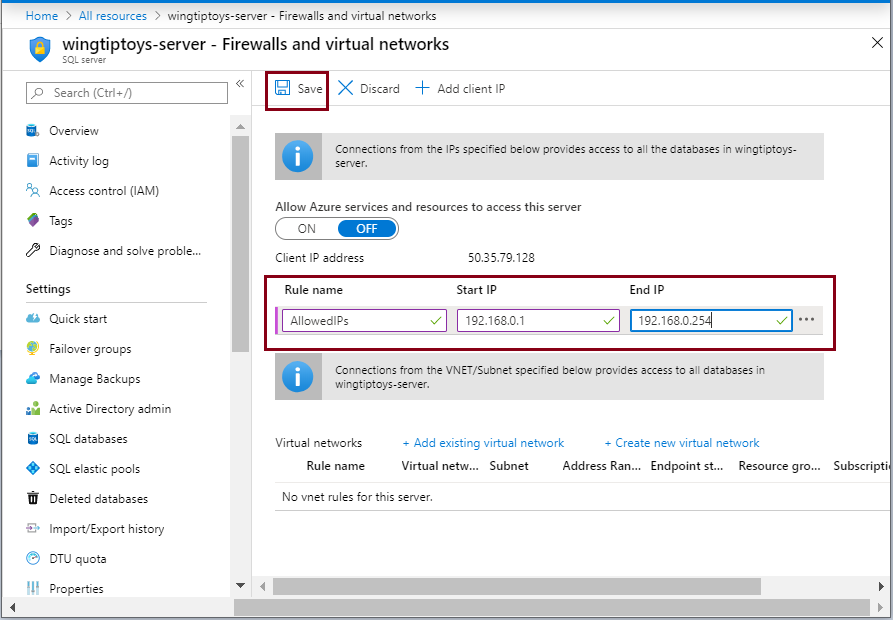 Home > All resources > wingtiptoys-server - Firewalls and virtual networks
wingtiptoys-server - Firewalls and virtual networks
SQL server
Search (Ctrl+/)
Overview
Activity log
Access control (IAM)
Tags
Diagnose and solve proble...
Settings
Quick start
Failover groups
Manage Backups
Active Directory admin
SQL databases
SQL elastic pools
Deleted databases
Import/Export history
DTU quota
Properties
Save Discard + Add client IP
Connections from the IPs specified below provides access to all the databases in wingtiptoys-
server.
Allow Azure services and resources to access this server
ON OFF
Client IP address 50.35.79.128
Rule name Start IP End IP
AllowedIPs 192.168.0.1 192.168.0.254 ...
Connections from the VNET/Subnet specified below provides access to all databases in
wingtiptoys-server.
Virtual networks + Add existing virtual network + Create new virtual network
Rule name Virtual netw... Subnet Address Ran... Endpoint st... Resource gro... Subscriptio
No vnet rules for this server.